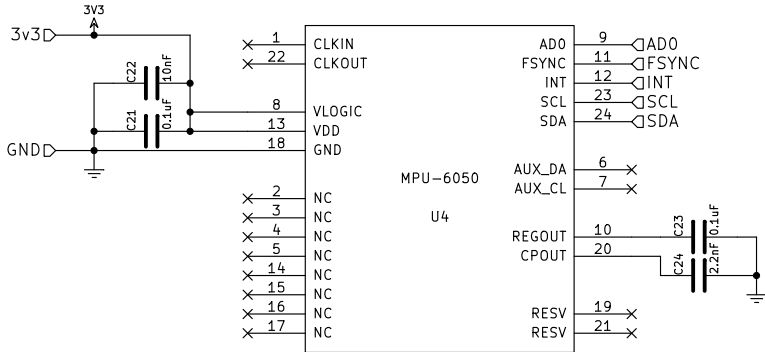 3V3
3v3
1 CLKIN
22 CLKOUT
C22 10nF
8 VLOGIC
C21 0.1uF
13 VDD
GND
18 GND
2 NC
3 NC
4 NC
5 NC
14 NC
15 NC
16 NC
17 NC
MPU-6050
U4
AD0 9 AD0
FSYNC 11 FSYNC
INT 12 INT
SCL 23 SCL
SDA 24 SDA
AUX_DA 6
AUX_CL 7
REGOUT 10
C23 0.1uF
CPOUT 20
C24 2.2nF
RESV 19
RESV 21